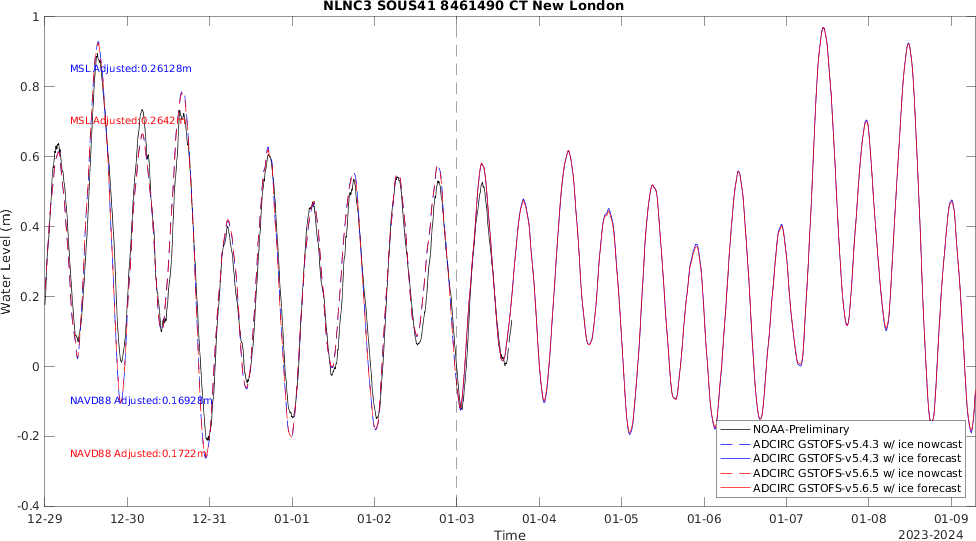 NLNC3 SOUS41 8461490 CT New London
1
MSL Adjusted:0.26128m
0.8
MSL Adjusted:0.2642
0.6
0.4
Water Level (m)
0.2
0
NAVD88 Adjusted:0.16928m
-0.2
NAVD88 Adjusted:0.1722m
-0.4
NOAA-Preliminary
ADCIRC GSTOFS-v5.4.3 w/ ice nowcast
ADCIRC GSTOFS-v5.4.3 w/ ice forecast
ADCIRC GSTOFS-v5.6.5 w/ ice nowcast
ADCIRC GSTOFS-v5.6.5 w/ ice forecast
12-29 12-30 12-31 01-01 01-02 01-03 01-04 01-05 01-06 01-07 01-08 01-09
Time
2023-2024